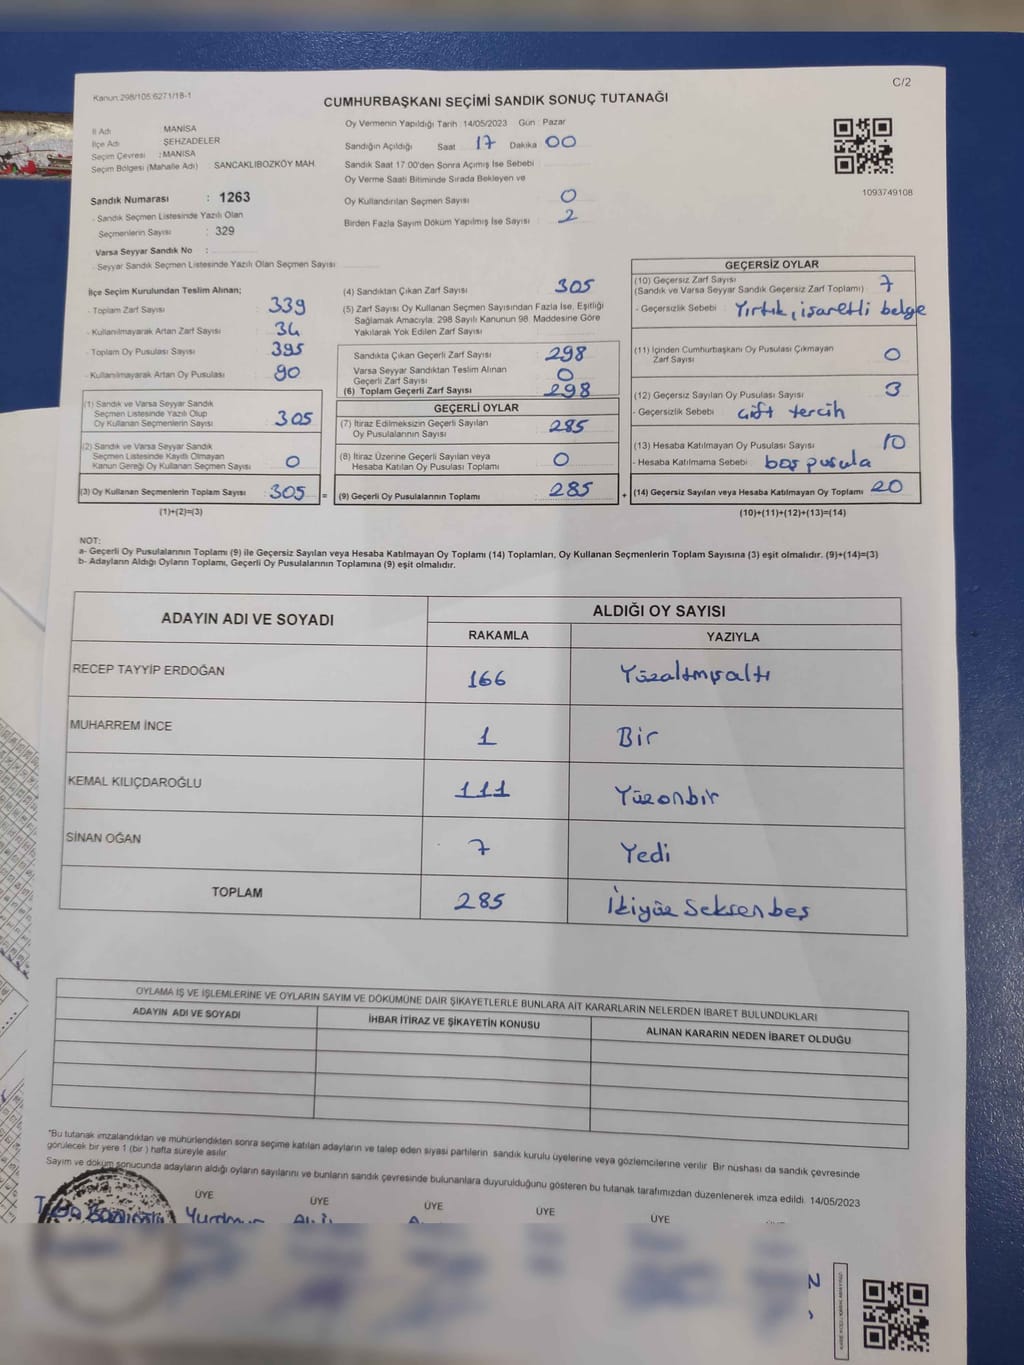 C/2
Kanun:298/105:6271/18-1
CUMHURBAŞKANI SEÇİMİ SANDIK SONUÇ TUTANAĞI
İl Adı MANİSA
İlçe Adı ŞEHZADELER
Seçim Çevresi : MANİSA
Seçim Bölgesi (Mahalle Adı) SANCAKLIBOZKÖY MAH.
Sandık Numarası : 1263
- Sandık Seçmen Listesinde Yazılı Olan
Seçmenlerin Sayısı : 329
Varsa Seyyar Sandık No :
- Seyyar Sandık Seçmen Listesinde Yazılı Olan Seçmen Sayısı
Oy Vermenin Yapıldığı Tarih 14/05/2023 Gün : Pazar
Sandığın Açıldığı Saat 17 Dakika 00
Sandık Saat 17:00'den Sonra Açımış İse Sebebi
Oy Verme Saati Bitiminde Sırada Bekleyen ve
Oy Kullandırılan Seçmen Sayısı 0
Birden Fazla Sayım Döküm Yapılmış İse Sayısı 2
1093749108
İlçe Seçim Kurulundan Teslim Alınan;
- Toplam Zarf Sayısı 339
- Kullanılmayarak Artan Zarf Sayısı 34
- Toplam Oy Pusulası Sayısı 395
- Kullanılmayarak Artan Oy Pusulası 90
(1) Sandık ve Varsa Seyyar Sandık
Seçmen Listesinde Yazılı Olup
Oy Kullanan Seçmenlerin Sayısı 305
(2) Sandık ve Varsa Seyyar Sandık
Seçmen Listesinde Kayıtlı Olmayan
Kanun Gereği Oy Kullanan Seçmen Sayısı 0
(3) Oy Kullanan Seçmenlerin Toplam Sayısı 305 =
(1)+(2)=(3)
(4) Sandıktan Çıkan Zarf Sayısı 305
(5) Zarf Sayısı Oy Kullanan Seçmen Sayısından Fazla İse, Eşitliği
Sağlamak Amacıyla, 298 Sayılı Kanunun 98. Maddesine Göre
Yakılarak Yok Edilen Zarf Sayısı
Sandıkta Çıkan Geçerli Zarf Sayısı 298
Varsa Seyyar Sandıktan Teslim Alınan
Geçerli Zarf Sayısı 0
(6) Toplam Geçerli Zarf Sayısı 298
GEÇERLİ OYLAR
(7) İtiraz Edilmeksizin Geçerli Sayılan
Oy Pusulalarının Sayısı 285
(8) İtiraz Üzerine Geçerli Sayılan veya
Hesaba Katılan Oy Pusulası Toplamı 0
(9) Geçerli Oy Pusulalarının Toplamı 285 +
GEÇERSİZ OYLAR
(10) Geçersiz Zarf Sayısı
(Sandık ve Varsa Seyyar Sandık Geçersiz Zarf Toplamı) 7
- Geçersizlik Sebebi : Yırtık, işaretli belge
(11) İçinden Cumhurbaşkanı Oy Pusulası Çıkmayan
Zarf Sayısı 0
(12) Geçersiz Sayılan Oy Pusulası Sayısı 3
- Geçersizlik Sebebi : çift tercih
(13) Hesaba Katılmayan Oy Pusulası Sayısı 10
- Hesaba Katılmama Sebebi : boş pusula
(14) Geçersiz Sayılan veya Hesaba Katılmayan Oy Toplamı 20
(10)+(11)+(12)+(13)=(14)
NOT:
a- Geçerli Oy Pusulalarının Toplamı (9) ile Geçersiz Sayılan veya Hesaba Katılmayan Oy Toplamı (14) Toplamları, Oy Kullanan Seçmenlerin Toplam Sayısına (3) eşit olmalıdır. (9)+(14)=(3)
b- Adayların Aldığı Oyların Toplamı, Geçerli Oy Pusulalarının Toplamına (9) eşit olmalıdır.
ADAYIN ADI VE SOYADI ALDIĞI OY SAYISI
RAKAMLA YAZIYLA
RECEP TAYYİP ERDOĞAN 166 Yüzaltmışaltı
MUHARREM İNCE 1 Bir
KEMAL KILIÇDAROĞLU 111 Yüzonbir
SİNAN OĞAN 7 Yedi
TOPLAM 285 İkiyüz Seksenbeş
OYLAMA İŞ VE İŞLEMLERİNE VE OYLARIN SAYIM VE DÖKÜMÜNE DAİR ŞİKAYETLERLE BUNLARA AİT KARARLARIN NELERDEN İBARET BULUNDUKLARI
ADAYIN ADI VE SOYADI İHBAR İTİRAZ VE ŞİKAYETİN KONUSU ALINAN KARARIN NEDEN İBARET OLDUĞU
*Bu tutanak imzalandıktan ve mühürlendikten sonra seçime katılan adayların ve talep eden siyasi partilerin sandık kurulu üyelerine veya gözlemcilerine verilir. Bir nüshası da sandık çevresinde
görülecek bir yere 1 (bir ) hafta süreyle asılır.
Sayım ve döküm sonucunda adayların aldığı oyların sayılarını ve bunların sandık çevresinde bulunanlara duyurulduğunu gösteren bu tutanak tarafımızdan düzenlenerek imza edildi. 14/05/2023
ÜYE ÜYE ÜYE ÜYE ÜYE